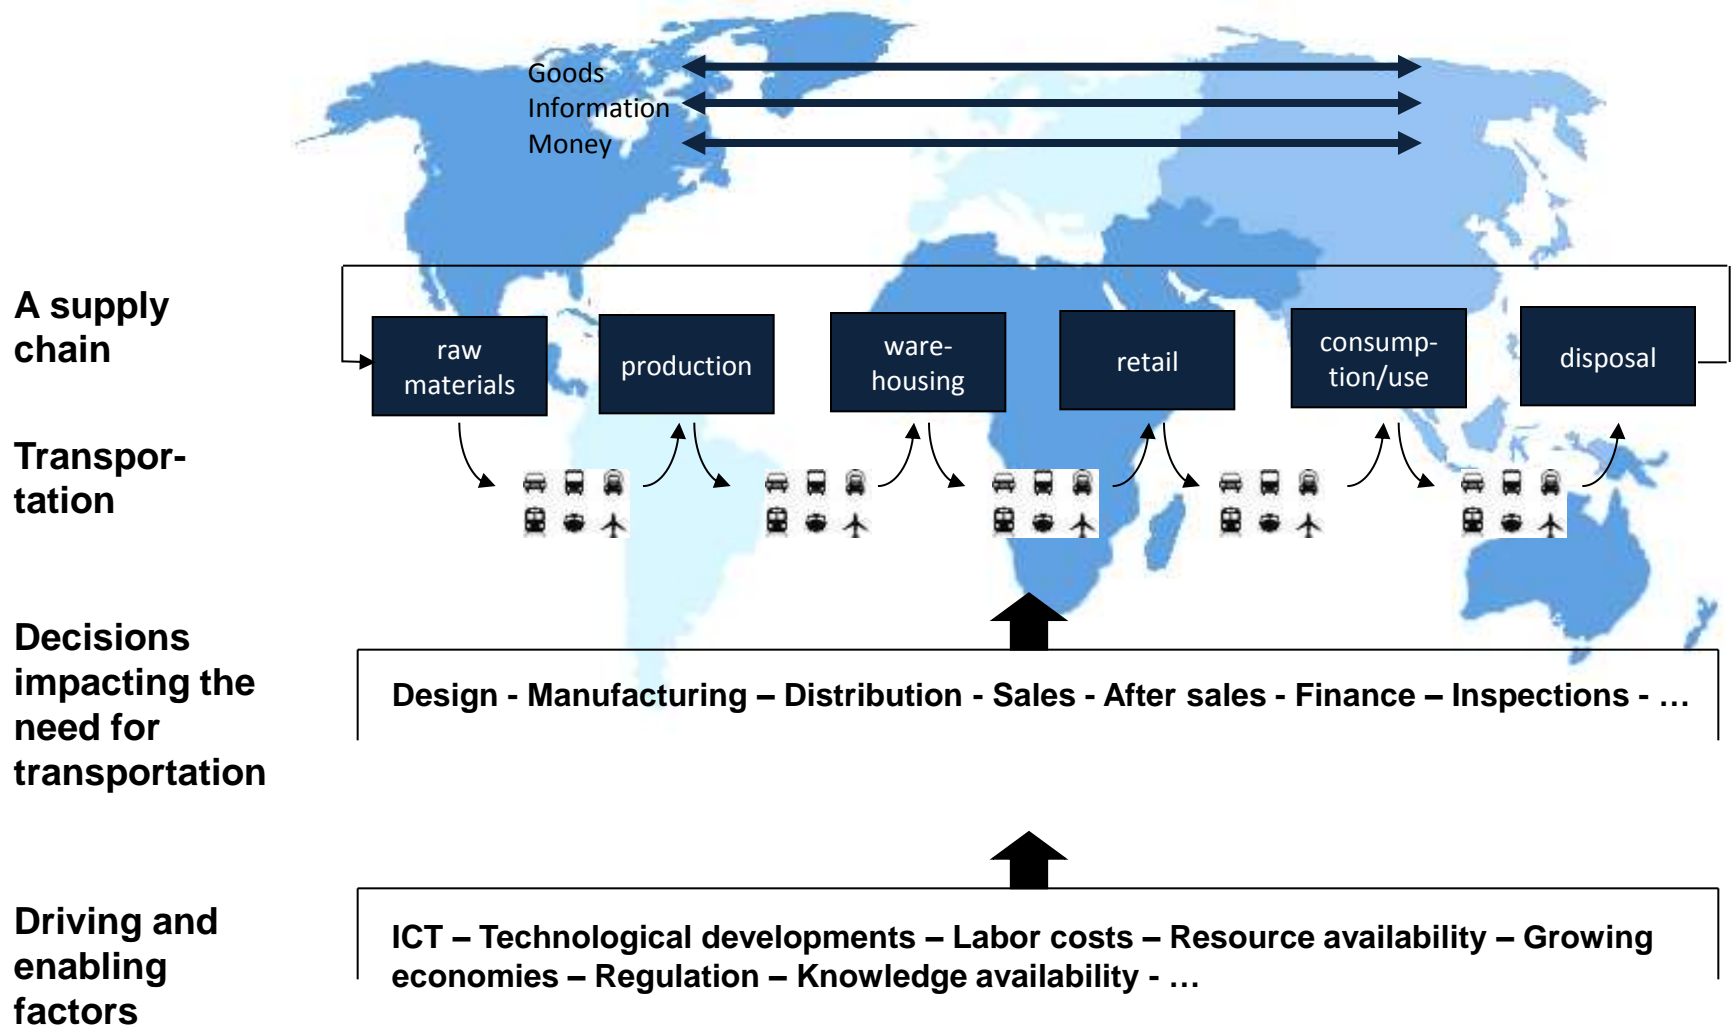 Goods
Information
Money
A supply
chain
raw
materials
production
ware-
housing
retail
consump-
tion/use
disposal
Transpor-
tation
Decisions
impacting the
need for
transportation
Design - Manufacturing – Distribution - Sales - After sales - Finance – Inspections - …
Driving and
enabling
factors
ICT – Technological developments – Labor costs – Resource availability – Growing
economies – Regulation – Knowledge availability - …